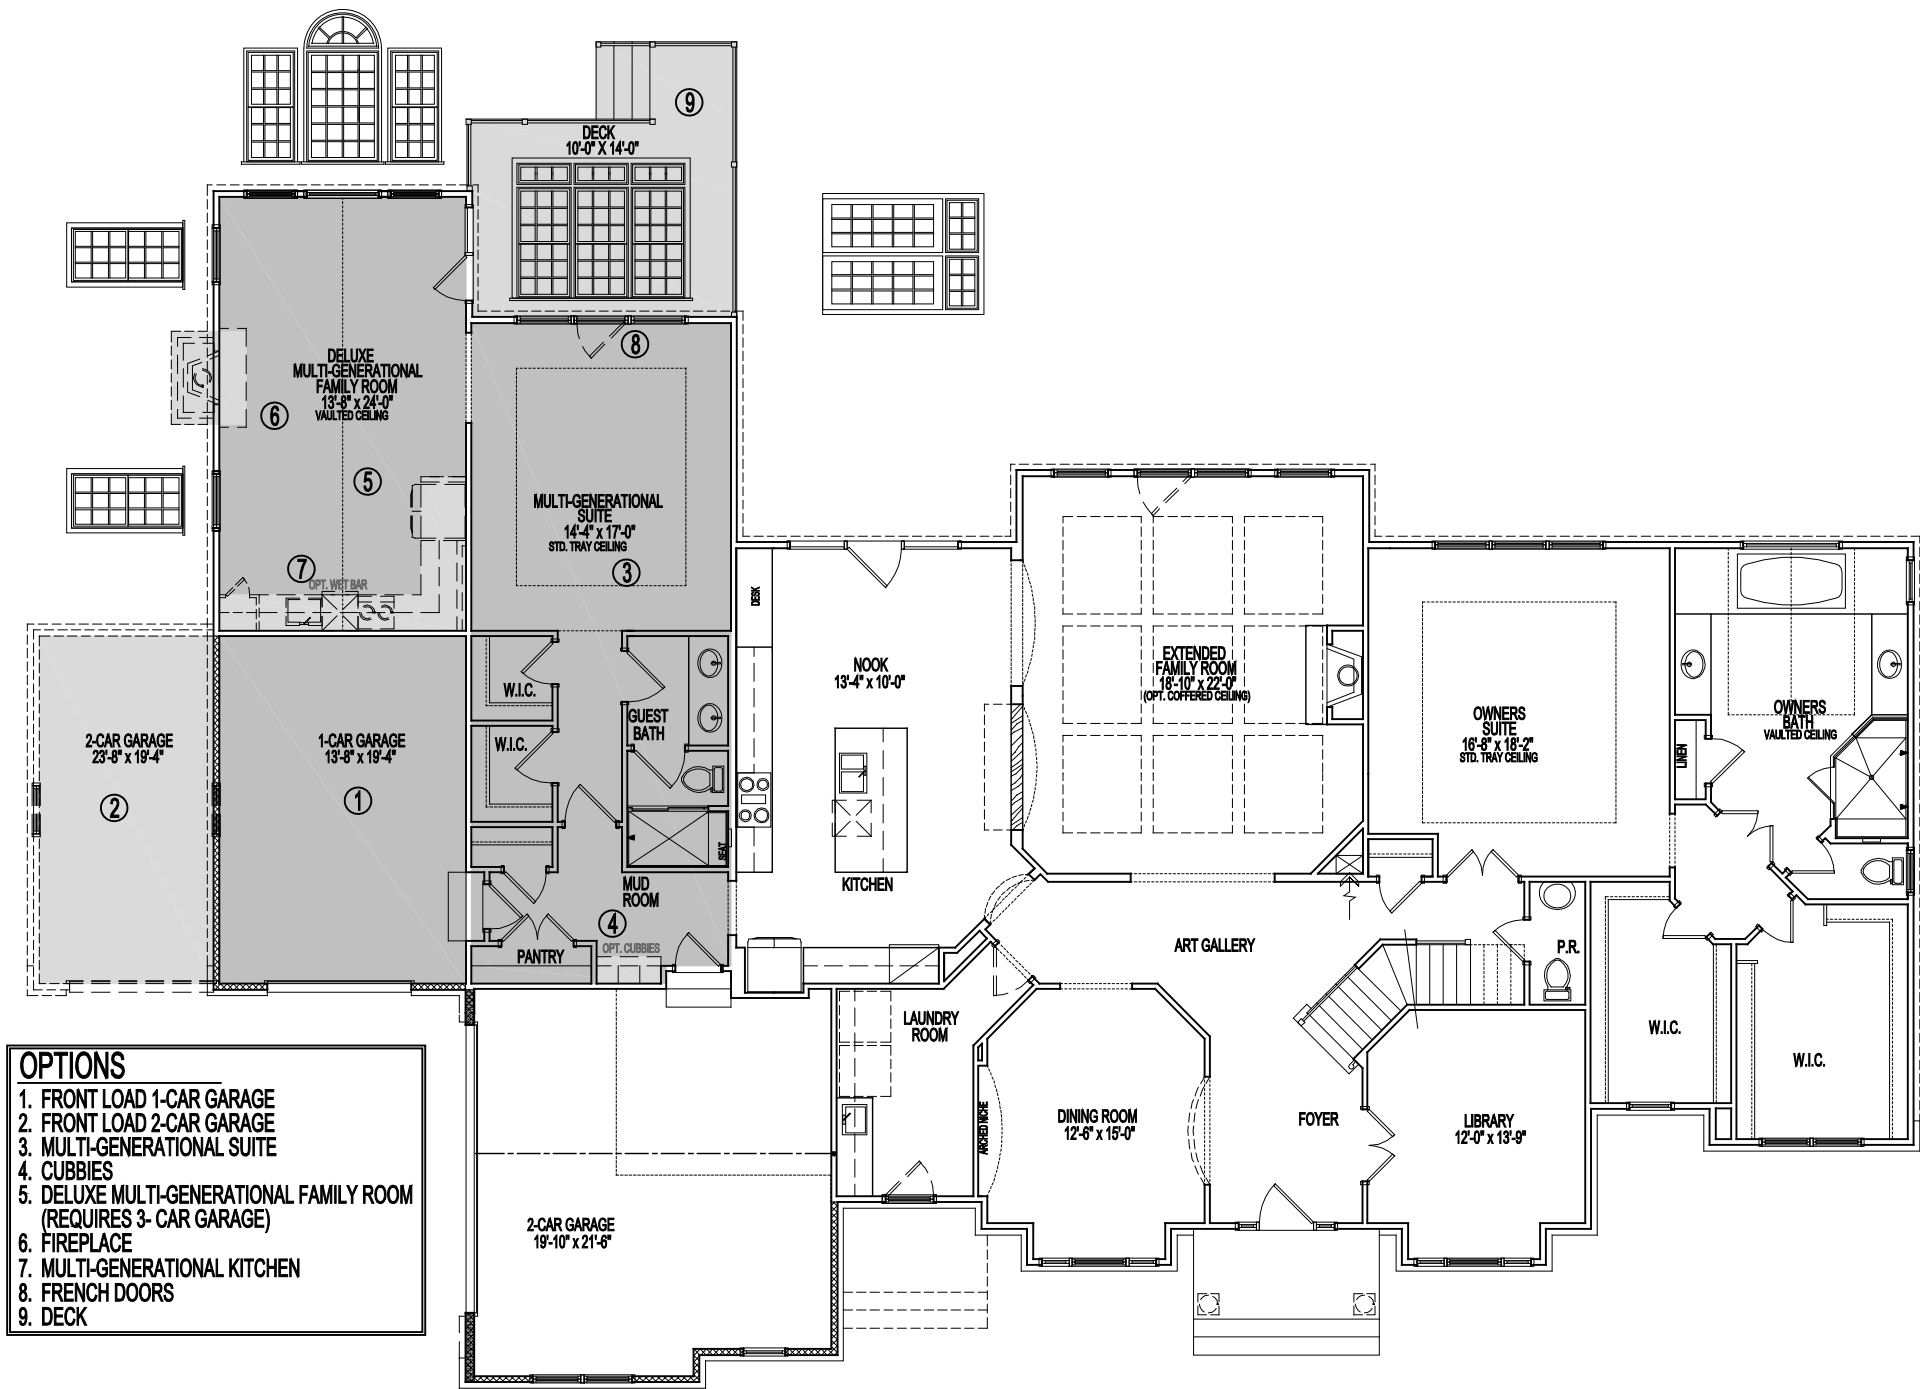 9
DECK
10'-0" X 14'-0"
8
DELUXE
MULTI-GENERATIONAL
FAMILY ROOM
13'-8" x 24'-0"
VAULTED CEILING
6
5
MULTI-GENERATIONAL
SUITE
14'-4" x 17'-0"
STD. TRAY CEILING
3
7
OPT. WET BAR
DESK
NOOK
13'-4" x 10'-0"
EXTENDED
FAMILY ROOM
18'-10" x 22'-0"
(OPT. COFFERED CEILING)
OWNERS
SUITE
16'-8" x 18'-2"
STD. TRAY CEILING
OWNERS
BATH
VAULTED CEILING
LINEN
W.I.C.
W.I.C.
GUEST
BATH
SEAT
2-CAR GARAGE
23'-8" x 19'-4"
2
1-CAR GARAGE
13'-8" x 19'-4"
1
MUD
ROOM
4
OPT. CUBBIES
PANTRY
KITCHEN
ART GALLERY
P.R.
LAUNDRY
ROOM
W.I.C.
W.I.C.
ARCHED NICHE
DINING ROOM
12'-6" x 15'-0"
FOYER
LIBRARY
12'-0" x 13'-9"
2-CAR GARAGE
19'-10" x 21'-6"
OPTIONS
1. FRONT LOAD 1-CAR GARAGE
2. FRONT LOAD 2-CAR GARAGE
3. MULTI-GENERATIONAL SUITE
4. CUBBIES
5. DELUXE MULTI-GENERATIONAL FAMILY ROOM
(REQUIRES 3- CAR GARAGE)
6. FIREPLACE
7. MULTI-GENERATIONAL KITCHEN
8. FRENCH DOORS
9. DECK